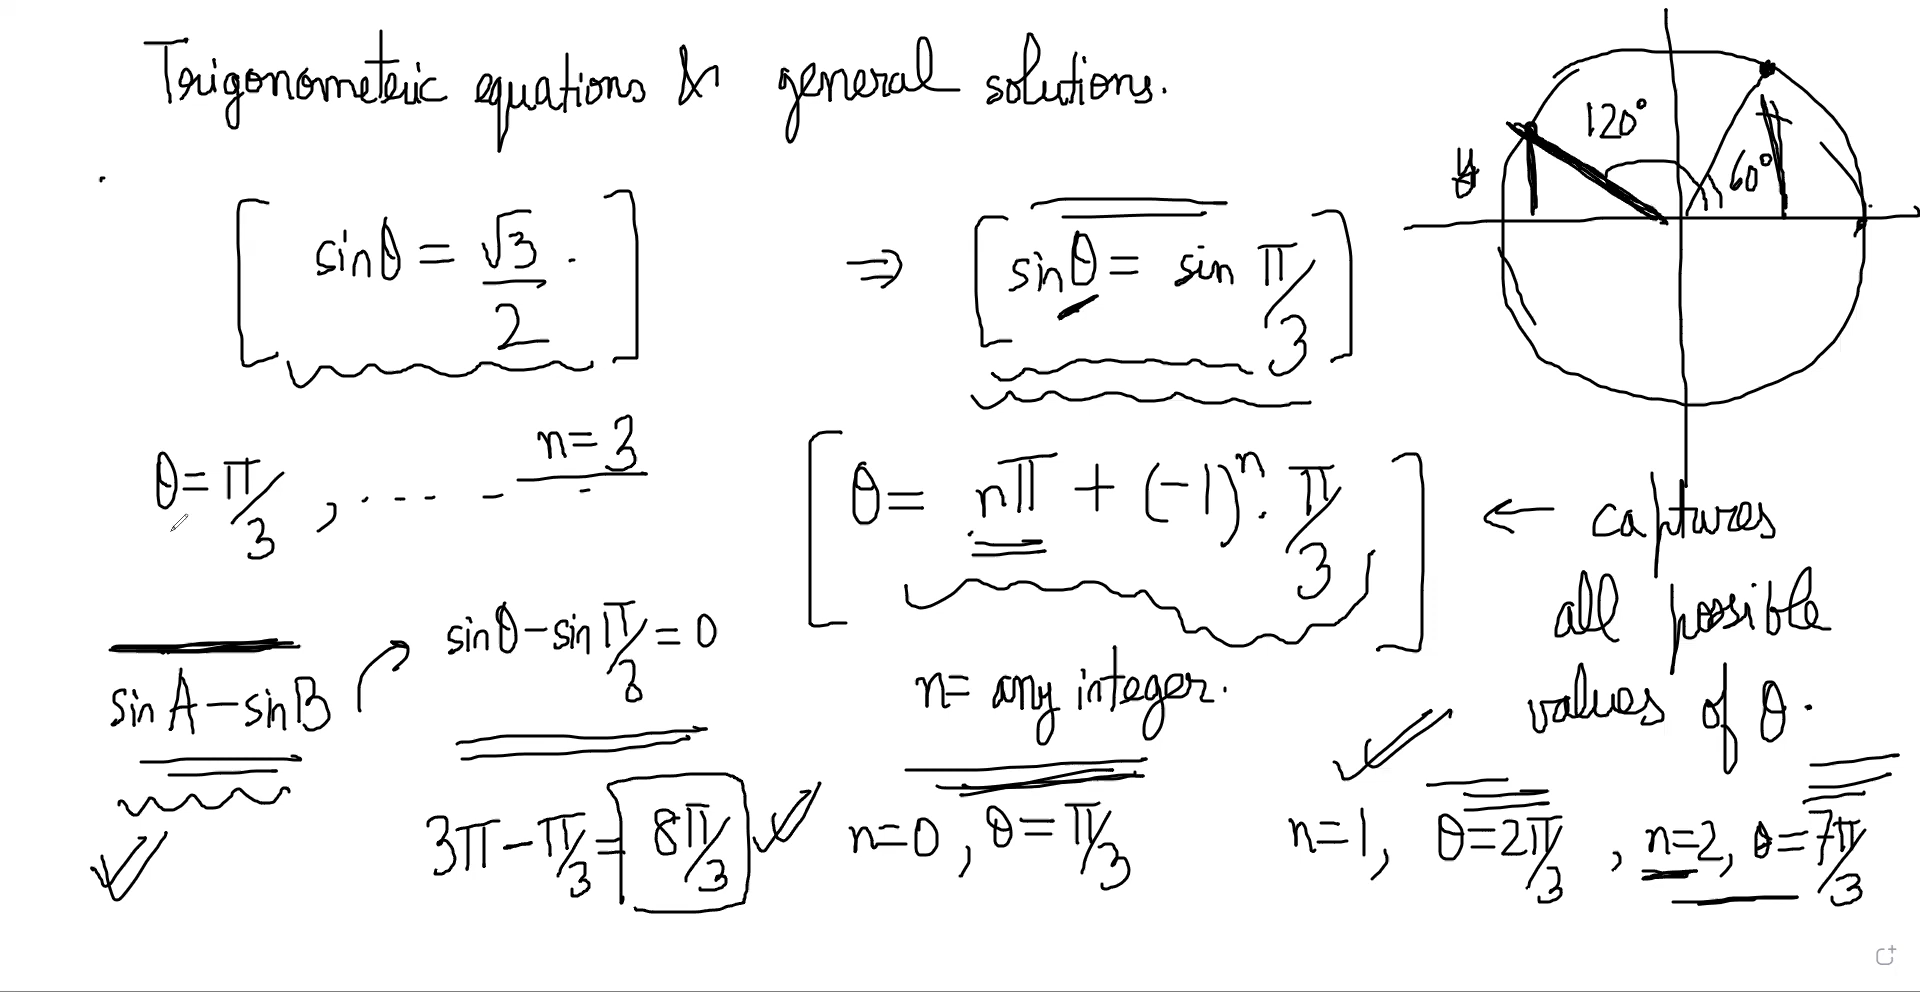 Trigonometric equations & general solutions.
120°
60°
y
[ sinθ = √3/2 . ] ⇒ [ sinθ = sin π/3 ]
θ = π/3 , . . . . n = 3
[ θ = nπ + (-1)^n . π/3 ] ← captures
all possible
values of θ.
sinθ - sin π/3 = 0
n = any integer.
sinA - sinB
3π - π/3 = 8π/3
n=0, θ = π/3
n=1, θ=2π/3, n=2, θ=7π/3